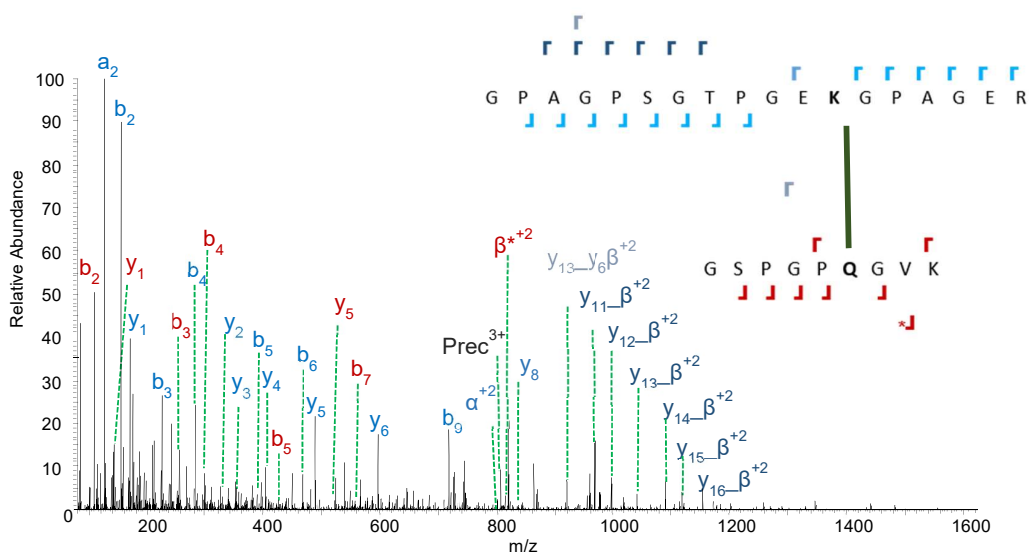 a₂
b₂
b₂
y₁
y₁
b₃
b₃
b₄
b₄
y₂
y₃
b₅
y₄
b₅
b₆
y₅
y₅
b₇
y₆
b₉
Prec³⁺
α⁺²
β*⁺²
y₈
y₁₃_y₆β⁺²
y₁₁_β⁺²
y₁₂_β⁺²
y₁₃_β⁺²
y₁₄_β⁺²
y₁₅_β⁺²
y₁₆_β⁺²
G P A G P S G T P G E K G P A G E R
G S P G P Q G V K
*
Relative Abundance
100
90
80
70
60
50
40
30
20
10
0
200
400
600
800
1000
1200
1400
1600
m/z